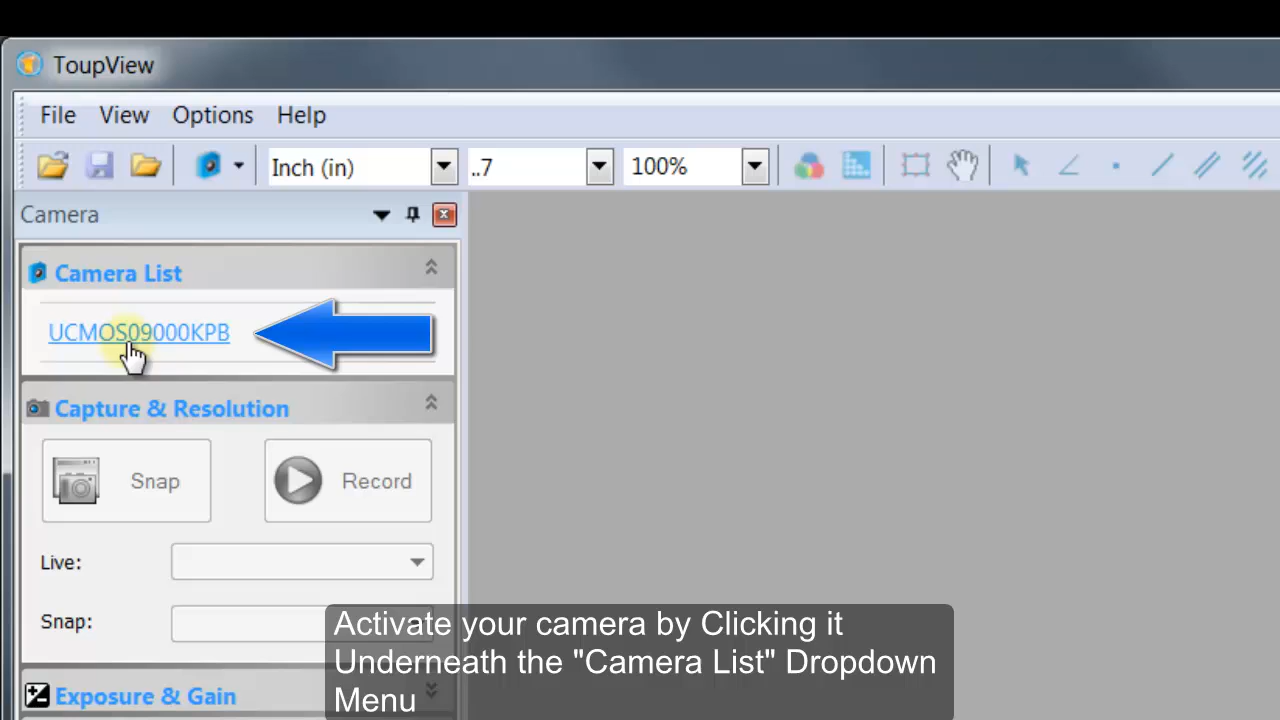 ToupView
File View Options Help
Inch (in) ..7 100%
Camera
Camera List
UCMOS09000KPB
Capture & Resolution
Snap Record
Live:
Snap:
Exposure & Gain
Activate your camera by Clicking it
Underneath the "Camera List" Dropdown
Menu